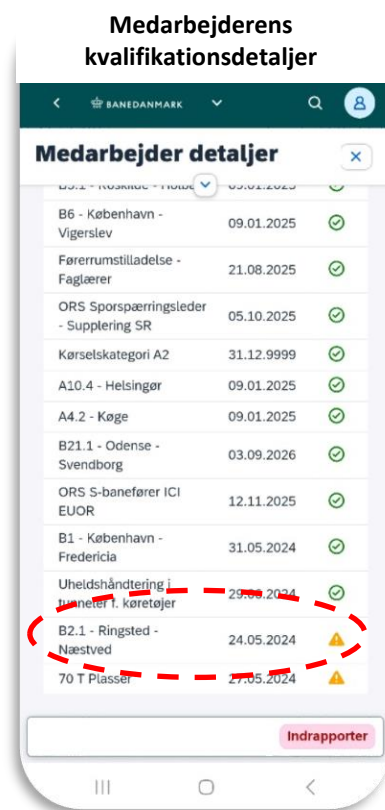 Medarbejderens
kvalifikationsdetaljer
BANEDANMARK
Medarbejder detaljer
B6 - København -
Vigerslev
09.01.2025
Førerrumstilladelse -
Faglærer
21.08.2025
ORS Sporspærringsleder
- Supplering SR
05.10.2025
Kørselskategori A2
31.12.9999
A10.4 - Helsingør
09.01.2025
A4.2 - Køge
09.01.2025
B21.1 - Odense -
Svendborg
03.09.2026
ORS S-banefører ICI
EUOR
12.11.2025
B1 - København -
Fredericia
31.05.2024
Uheldshåndtering i
tunneler f. køretøjer
B2.1 - Ringsted -
Næstved
24.05.2024
70 T Plasser
27.05.2024
Indrapporter